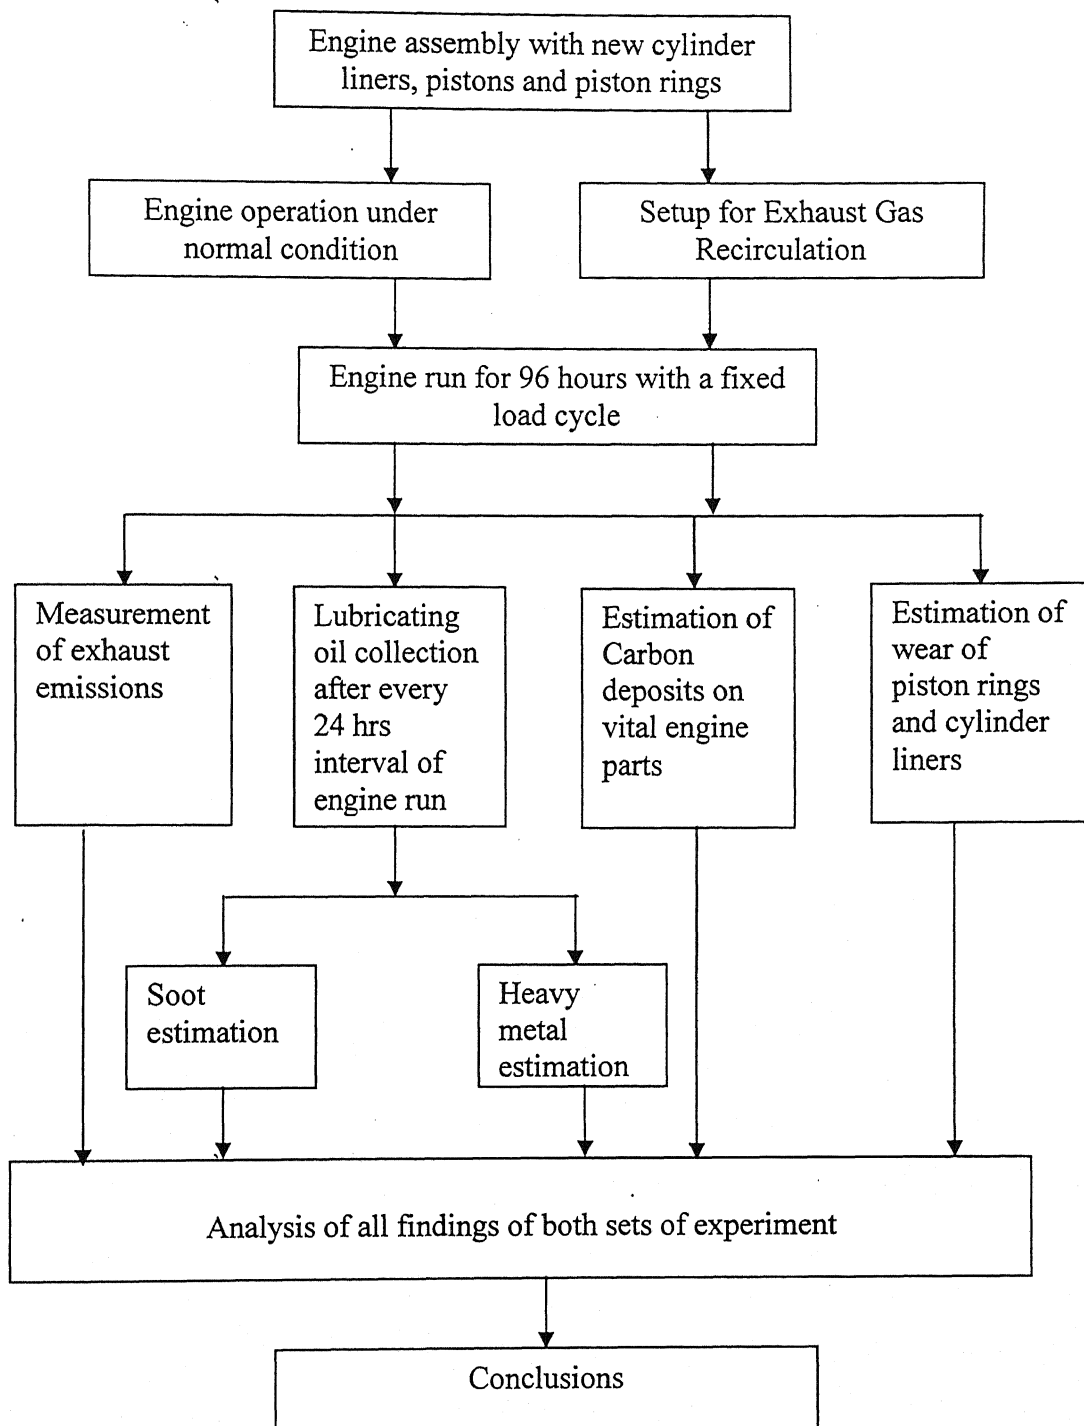 Engine assembly with new cylinder
liners, pistons and piston rings
Engine operation under
normal condition
Setup for Exhaust Gas
Recirculation
Engine run for 96 hours with a fixed
load cycle
Measurement
of exhaust
emissions
Lubricating
oil collection
after every
24 hrs
interval of
engine run
Estimation of
Carbon
deposits on
vital engine
parts
Estimation of
wear of
piston rings
and cylinder
liners
Soot
estimation
Heavy
metal
estimation
Analysis of all findings of both sets of experiment
Conclusions